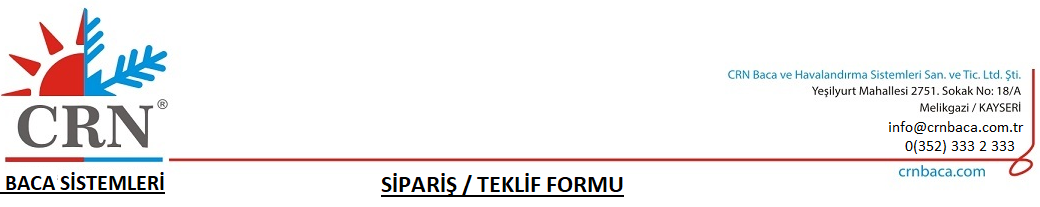 CRN®
BACA SİSTEMLERİ
CRN Baca ve Havalandırma Sistemleri San. ve Tic. Ltd. Şti.
Yeşilyurt Mahallesi 2751. Sokak No: 18/A
Melikgazi / KAYSERİ
info@crnbaca.com.tr
0(352) 333 2 333
crnbaca.com
SİPARİŞ / TEKLİF FORMU